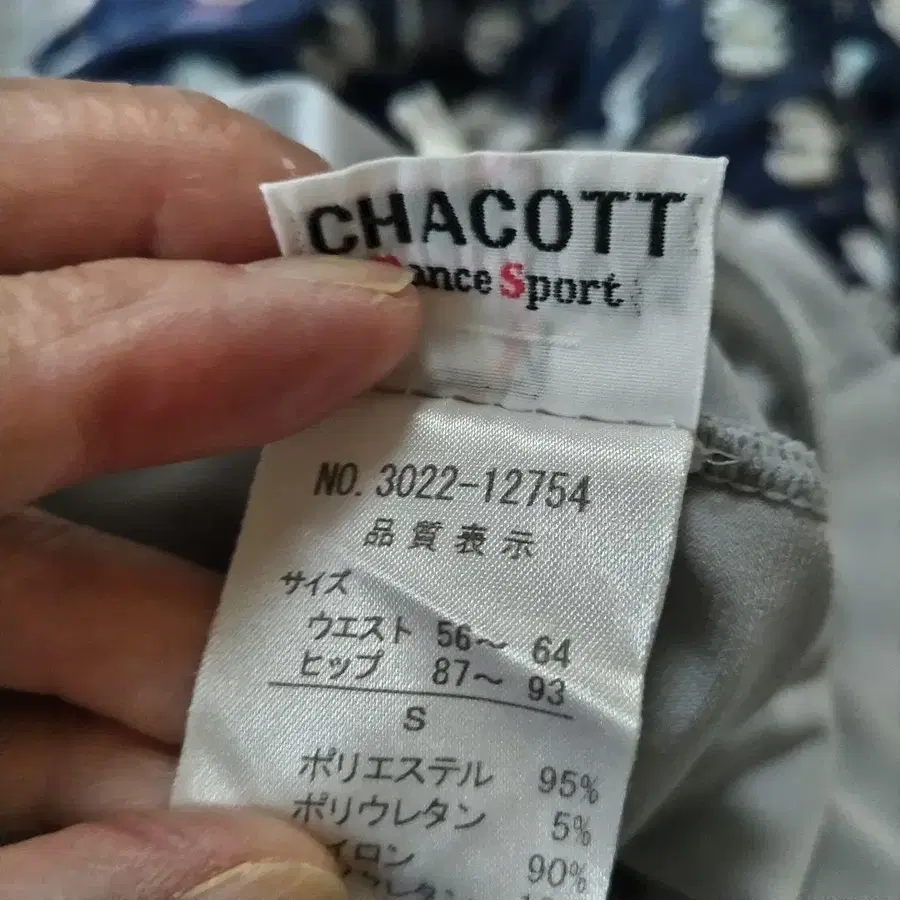 CHACOTT
ance Sport
NO. 3022-12754
品質表示
サイズ
ウエスト 56〜 64
ヒップ 87〜 93
S
ポリエステル 95%
ポリウレタン 5%
イロン 90%